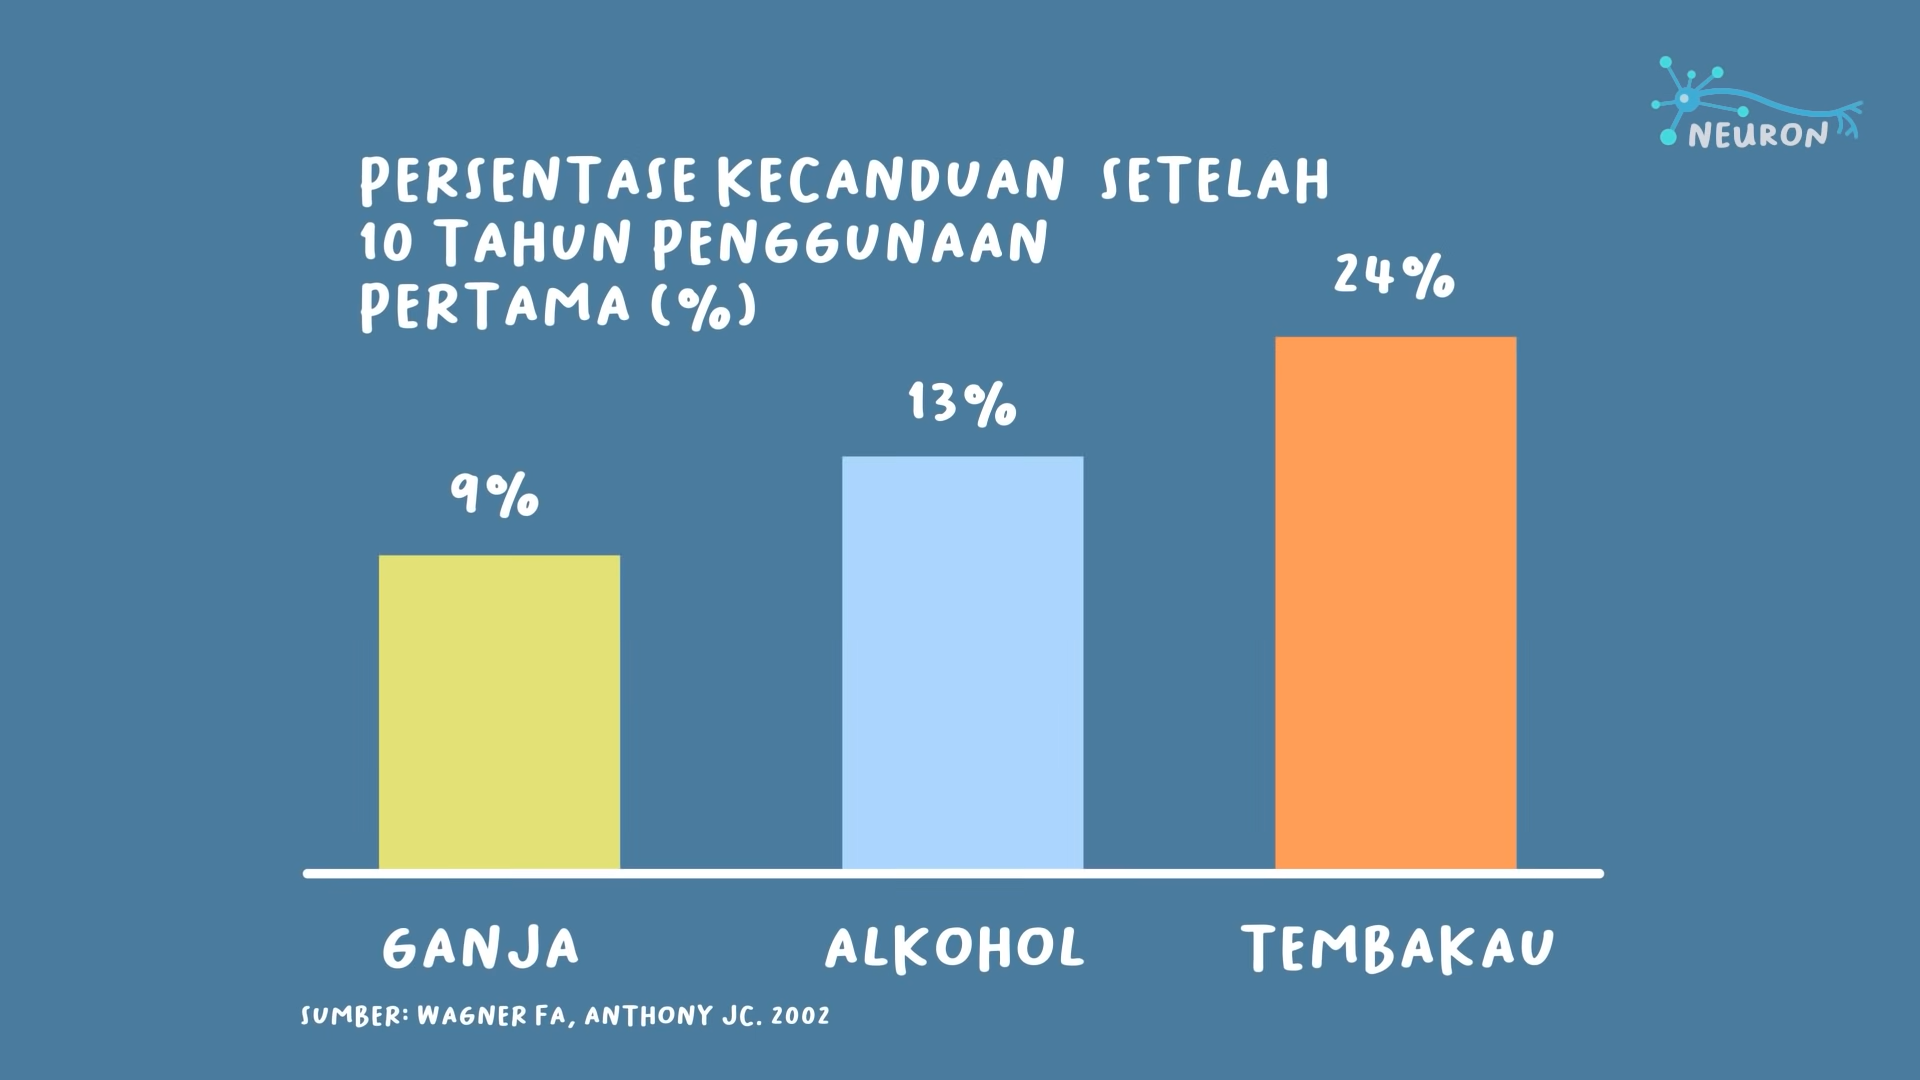 NEURON
PERSENTASE KECANDUAN SETELAH
10 TAHUN PENGGUNAAN
PERTAMA (%)
24%
13%
9%
GANJA
ALKOHOL
TEMBAKAU
SUMBER: WAGNER FA, ANTHONY JC. 2002